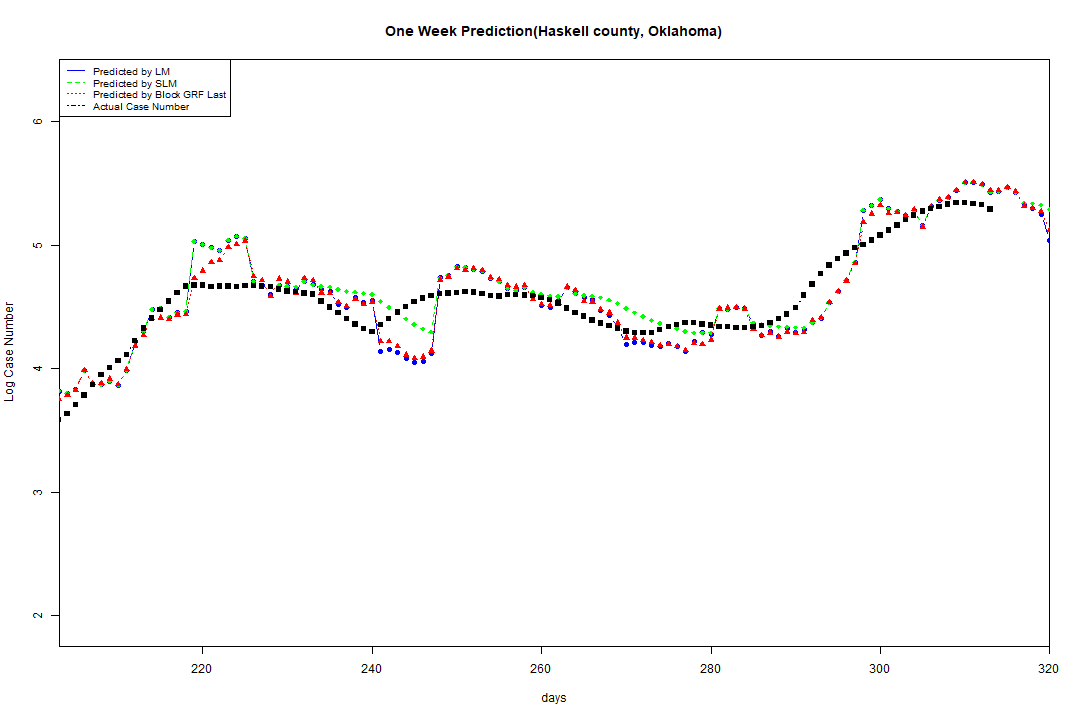 One Week Prediction(Haskell county, Oklahoma)
Predicted by LM
Predicted by SLM
Predicted by Block GRF Last
Actual Case Number
6
5
4
3
2
Log Case Number
220 240 260 280 300 320
days